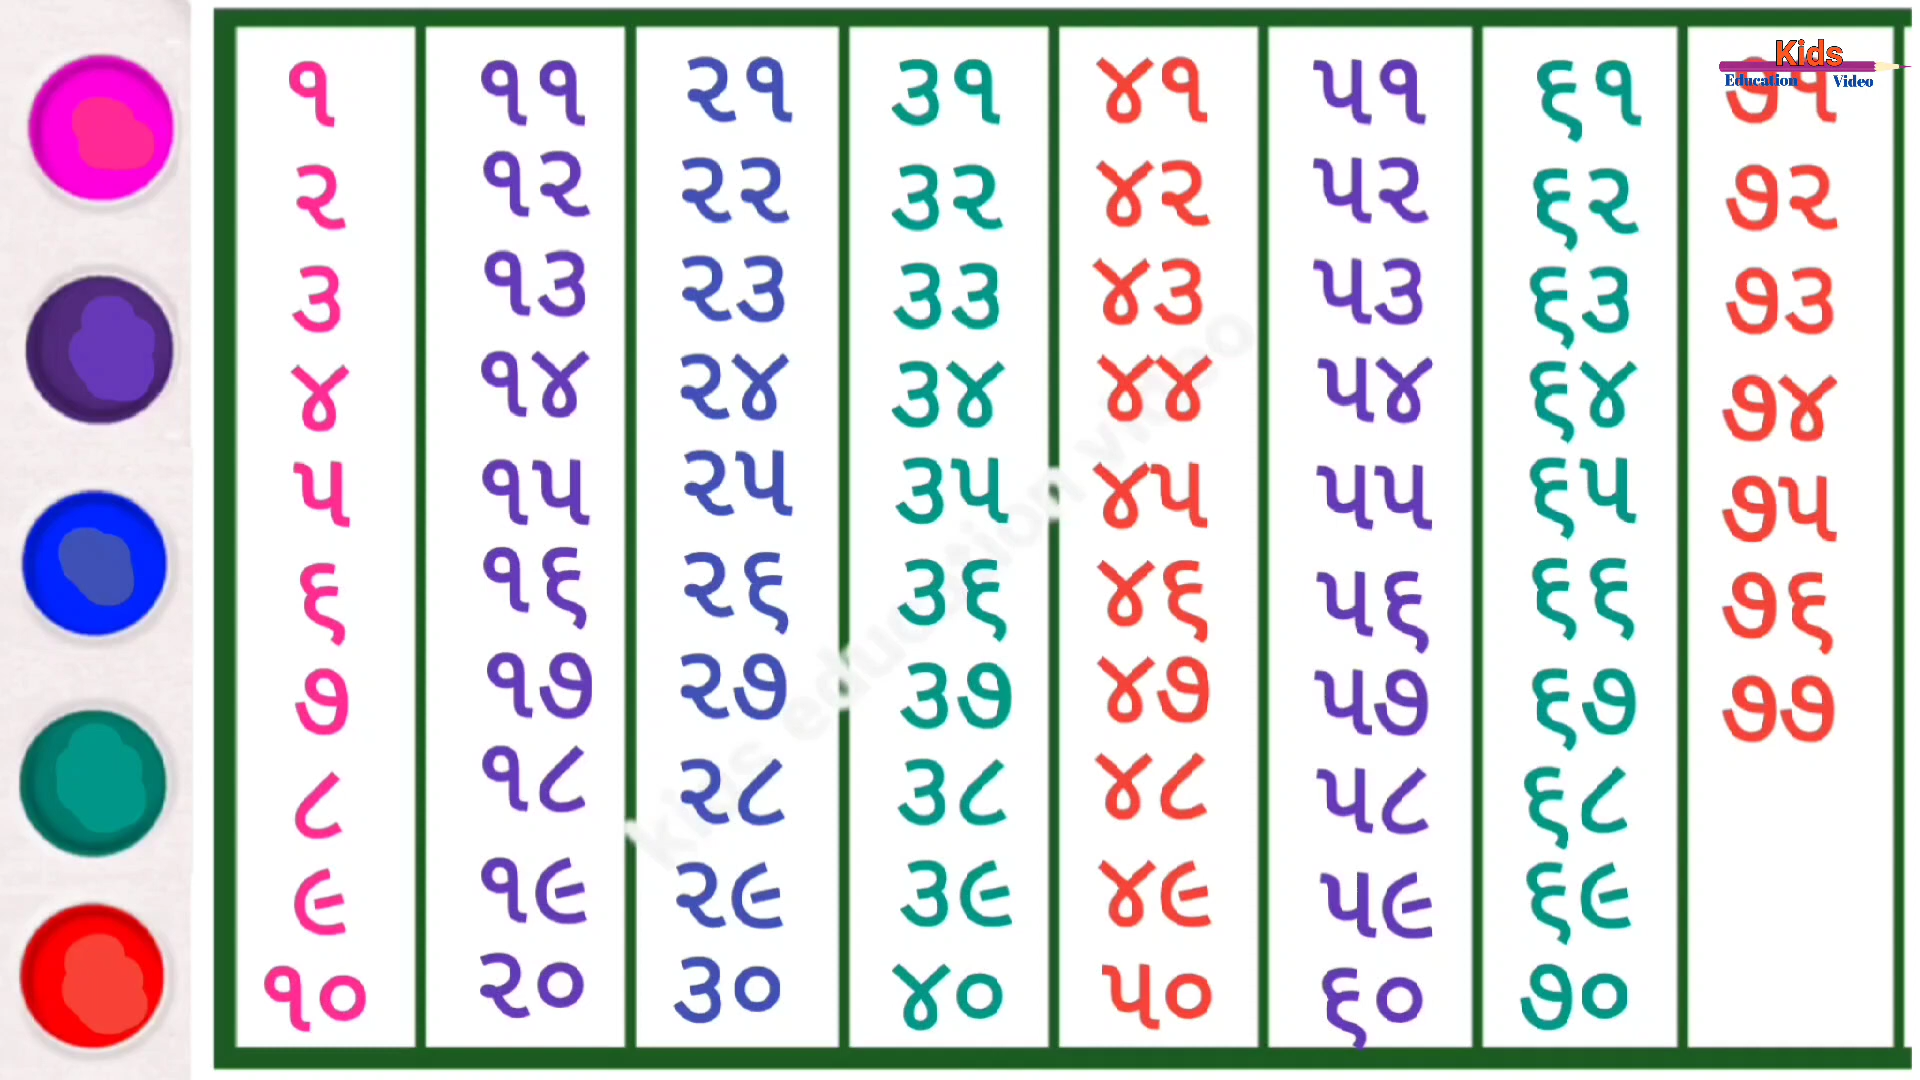 ૧ ૧૧ ૨૧ ૩૧ ૪૧ ૫૧ ૬૧ ૭૧
Kids
Education Video
૨ ૧૨ ૨૨ ૩૨ ૪૨ ૫૨ ૬૨ ૭૨
૩ ૧૩ ૨૩ ૩૩ ૪૩ ૫૩ ૬૩ ૭૩
૪ ૧૪ ૨૪ ૩૪ ૪૪ ૫૪ ૬૪ ૭૪
૫ ૧૫ ૨૫ ૩૫ ૪૫ ૫૫ ૬૫ ૭૫
૬ ૧૬ ૨૬ ૩૬ ૪૬ ૫૬ ૬૬ ૭૬
૭ ૧૭ ૨૭ ૩૭ ૪૭ ૫૭ ૬૭ ૭૭
૮ ૧૮ ૨૮ ૩૮ ૪૮ ૫૮ ૬૮
૯ ૧૯ ૨૯ ૩૯ ૪૯ ૫૯ ૬૯
૧૦ ૨૦ ૩૦ ૪૦ ૫૦ ૬૦ ૭૦
kids education video